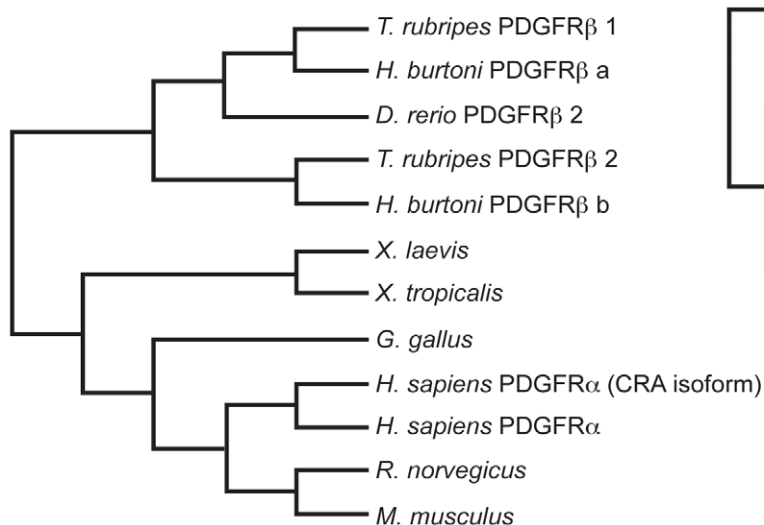 T. rubripes PDGFRβ 1
H. burtoni PDGFRβ a
D. rerio PDGFRβ 2
T. rubripes PDGFRβ 2
H. burtoni PDGFRβ b
X. laevis
X. tropicalis
G. gallus
H. sapiens PDGFRα (CRA isoform)
H. sapiens PDGFRα
R. norvegicus
M. musculus